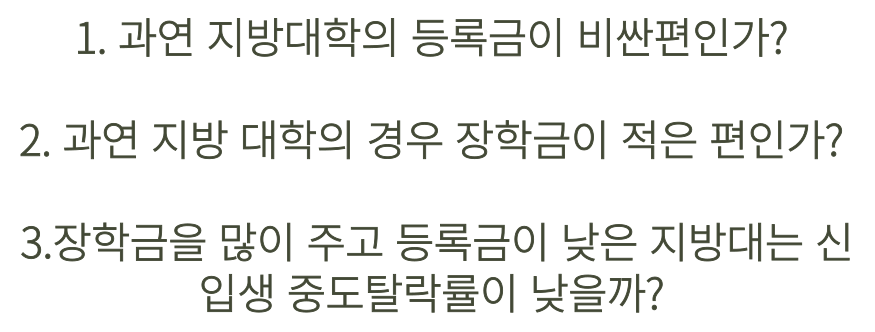 1. 과연 지방대학의 등록금이 비싼편인가?
2. 과연 지방 대학의 경우 장학금이 적은 편인가?
3.장학금을 많이 주고 등록금이 낮은 지방대는 신
입생 중도탈락률이 낮을까?